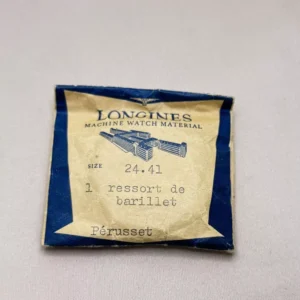 LONGINES
MACHINE WATCH MATERIAL
SIZE 24.41
1 ressort de
barillet
Pérusset